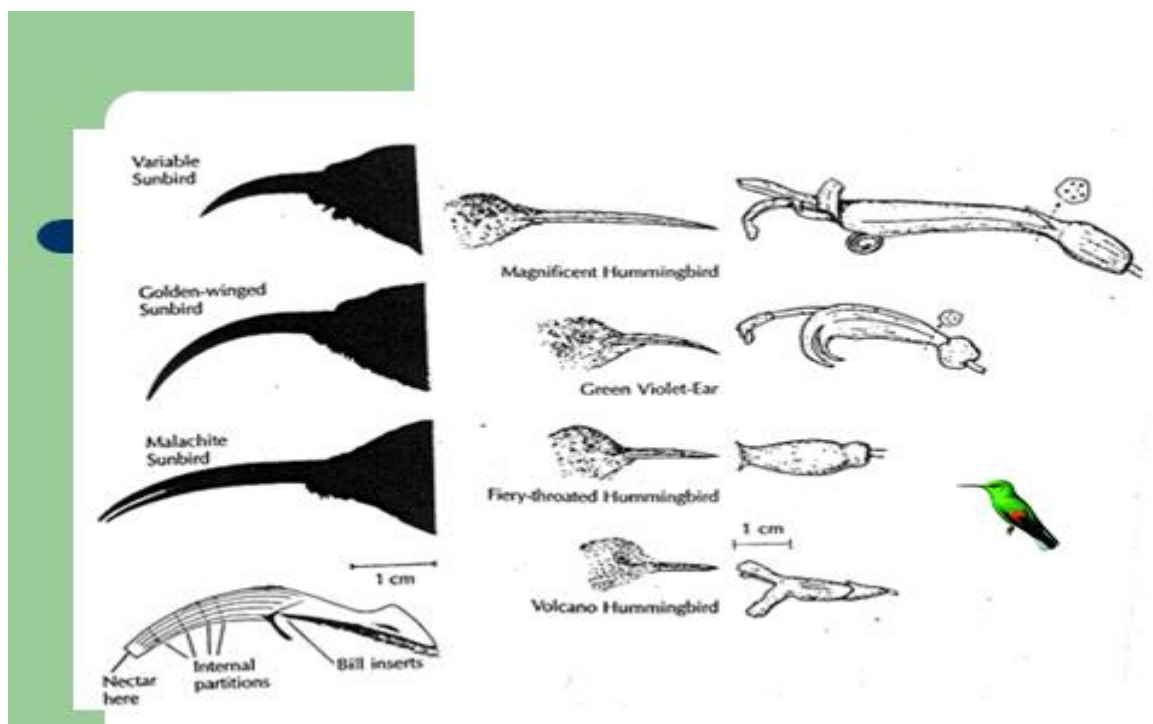 Variable
Sunbird
Golden-winged
Sunbird
Malachite
Sunbird
1 cm
Nectar
here
Internal
partitions
Bill inserts
Magnificent Hummingbird
Green Violet-Ear
Fiery-throated Hummingbird
1 cm
Volcano Hummingbird